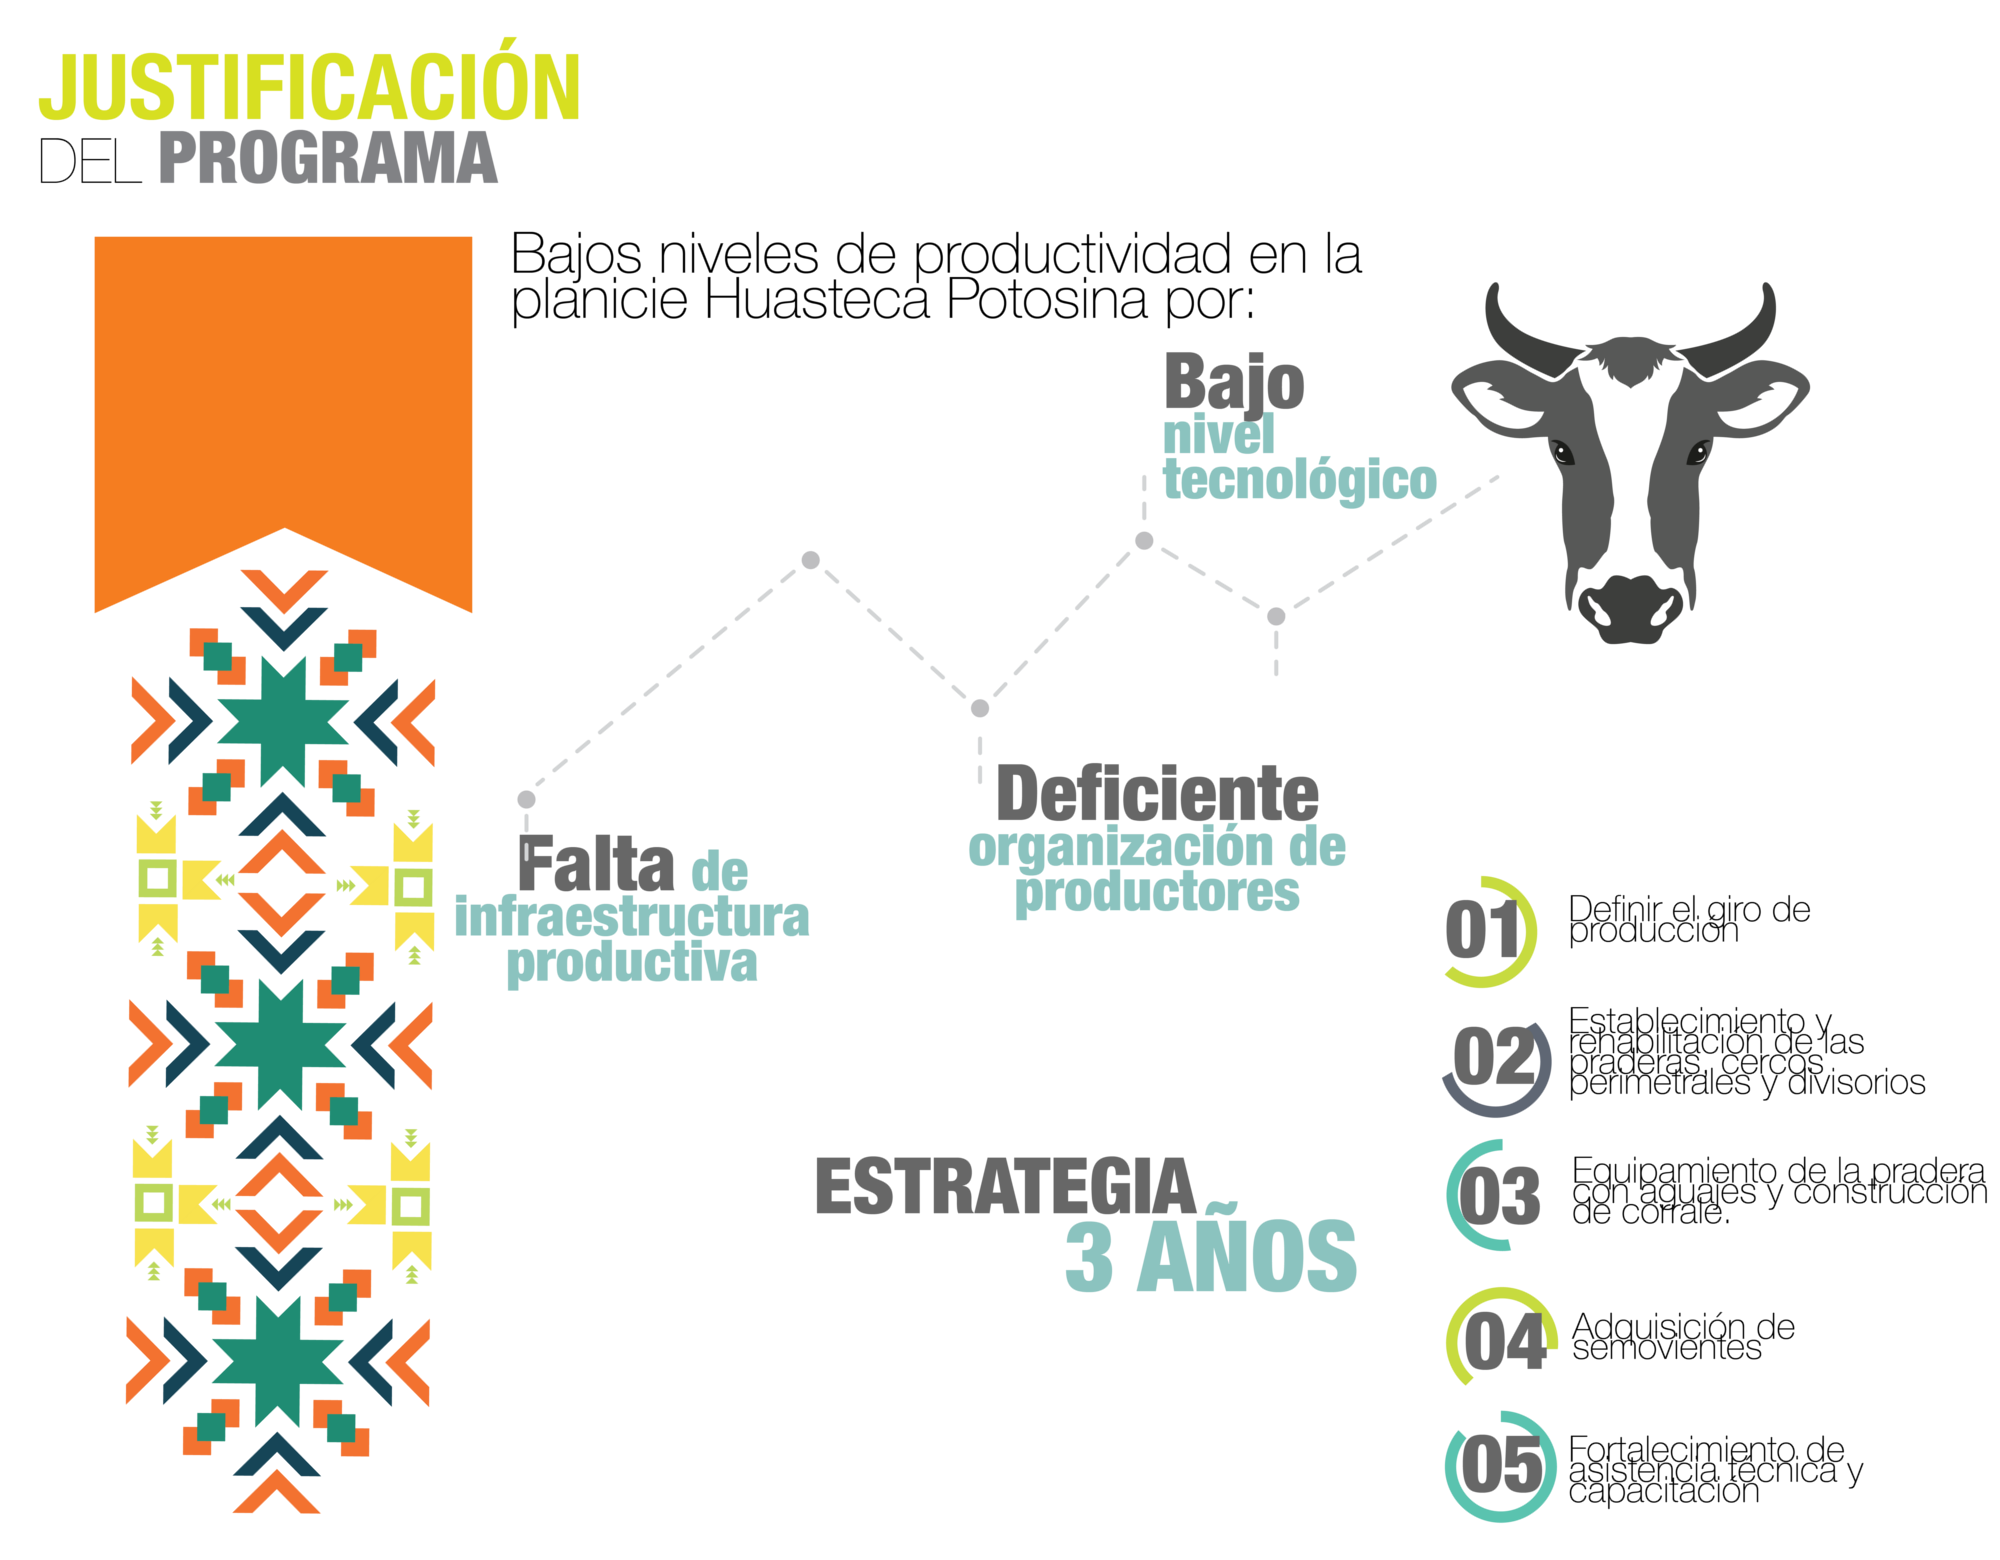 JUSTIFICACIÓN
DEL PROGRAMA
Bajos niveles de productividad en la
planicie Huasteca Potosina por:
Bajo
nivel
tecnológico
Falta de
infraestructura
productiva
Deficiente
organización de
productores
ESTRATEGIA
3 AÑOS
01
Definir el giro de
producción
02
Establecimiento y
rehabilitación de las
praderas, cercos
perimetrales y divisorios
03
Equipamiento de la pradera
con aguajes y construcción
de corrale.
04
Adquisición de
semovientes
05
Fortalecimiento de
asistencia técnica y
capacitación